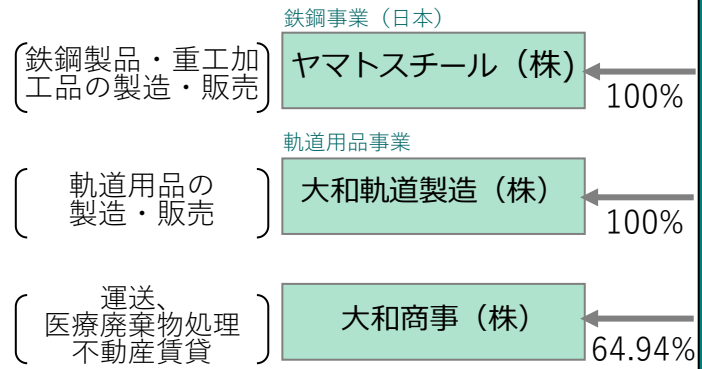 鉄鋼事業（日本）
鉄鋼製品・重工加
工品の製造・販売
ヤマトスチール（株)
100%
軌道用品事業
軌道用品の
製造・販売
大和軌道製造（株）
100%
運送、
医療廃棄物処理
不動産賃貸
大和商事（株）
64.94%